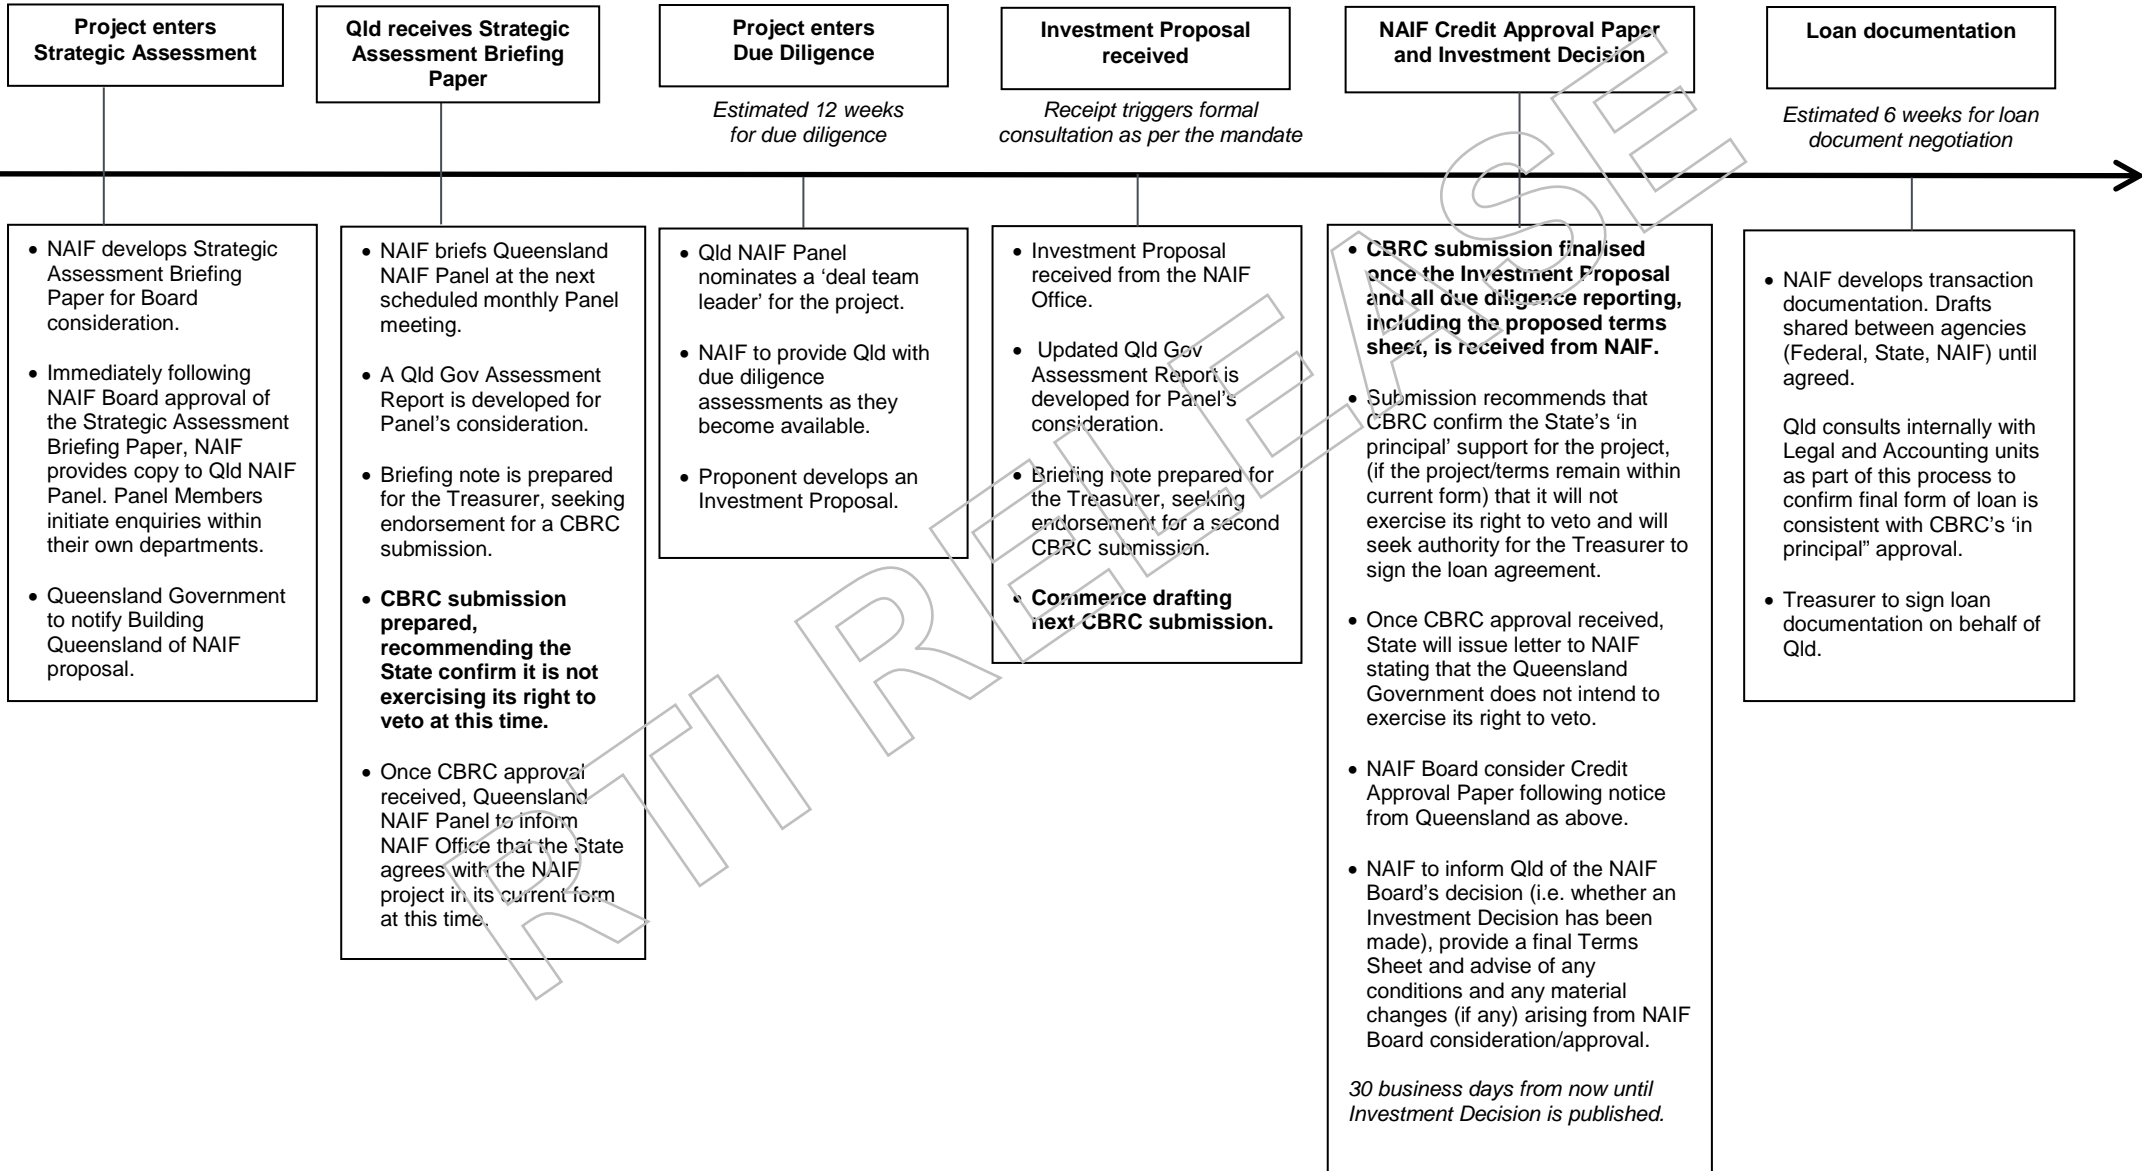 Project enters
Strategic Assessment
Qld receives Strategic
Assessment Briefing
Paper
Project enters
Due Diligence
Estimated 12 weeks
for due diligence
Investment Proposal
received
Receipt triggers formal
consultation as per the mandate
NAIF Credit Approval Paper
and Investment Decision
Loan documentation
Estimated 6 weeks for loan
document negotiation
• NAIF develops Strategic
Assessment Briefing
Paper for Board
consideration.
• Immediately following
NAIF Board approval of
the Strategic Assessment
Briefing Paper, NAIF
provides copy to Qld NAIF
Panel. Panel Members
initiate enquiries within
their own departments.
• Queensland Government
to notify Building
Queensland of NAIF
proposal.
• NAIF briefs Queensland
NAIF Panel at the next
scheduled monthly Panel
meeting.
• A Qld Gov Assessment
Report is developed for
Panel's consideration.
• Briefing note is prepared
for the Treasurer, seeking
endorsement for a CBRC
submission.
• CBRC submission
prepared,
recommending the
State confirm it is not
exercising its right to
veto at this time.
• Once CBRC approval
received, Queensland
NAIF Panel to inform
NAIF Office that the State
agrees with the NAIF
project in its current form
at this time.
• Qld NAIF Panel
nominates a ‘deal team
leader’ for the project.
• NAIF to provide Qld with
due diligence
assessments as they
become available.
• Proponent develops an
Investment Proposal.
• Investment Proposal
received from the NAIF
Office.
• Updated Qld Gov
Assessment Report is
developed for Panel's
consideration.
• Briefing note prepared for
the Treasurer, seeking
endorsement for a second
CBRC submission.
• Commence drafting
next CBRC submission.
• CBRC submission finalised
once the Investment Proposal
and all due diligence reporting,
including the proposed terms
sheet, is received from NAIF.
• Submission recommends that
CBRC confirm the State’s ‘in
principal’ support for the project,
(if the project/terms remain within
current form) that it will not
exercise its right to veto and will
seek authority for the Treasurer to
sign the loan agreement.
• Once CBRC approval received,
State will issue letter to NAIF
stating that the Queensland
Government does not intend to
exercise its right to veto.
• NAIF Board consider Credit
Approval Paper following notice
from Queensland as above.
• NAIF to inform Qld of the NAIF
Board’s decision (i.e. whether an
Investment Decision has been
made), provide a final Terms
Sheet and advise of any
conditions and any material
changes (if any) arising from NAIF
Board consideration/approval.
30 business days from now until
Investment Decision is published.
• NAIF develops transaction
documentation. Drafts
shared between agencies
(Federal, State, NAIF) until
agreed.
Qld consults internally with
Legal and Accounting units
as part of this process to
confirm final form of loan is
consistent with CBRC’s ‘in
principal” approval.
• Treasurer to sign loan
documentation on behalf of
Qld.
RTI RELEASE